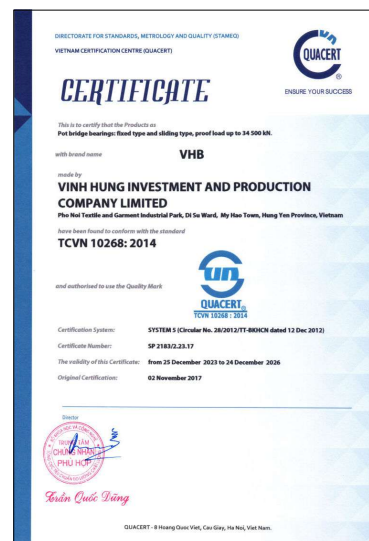 DIRECTORATE FOR STANDARDS, METROLOGY AND QUALITY (STAMEQ)
VIETNAM CERTIFICATION CENTRE (QUACERT)
QUACERT
®
ENSURE YOUR SUCCESS
CERTIFICATE
This is to certify that the Products as
Pot bridge bearings: fixed type and sliding type, proof load up to 34 500 kN.
with brand name VHB
made by
VINH HUNG INVESTMENT AND PRODUCTION
COMPANY LIMITED
Pho Noi Textile and Garment Industrial Park, Di Su Ward, My Hao Town, Hung Yen Province, Vietnam
have been found to conform with the standard
TCVN 10268: 2014
and authorised to use the Quality Mark
QUACERT®
TCVN 10268 : 2014
Certification System: SYSTEM 5 (Circular No. 28/2012/TT-BKHCN dated 12 Dec 2012)
Certificate Number: SP 2183/2.23.17
The validity of this Certificate: from 25 December 2023 to 24 December 2026
Original Certification: 02 November 2017
Director
TRUNG TÂM
CHỨNG NHẬN
PHÙ HỢP
Trần Quốc Dũng
QUACERT - 8 Hoang Quoc Viet, Cau Giay, Ha Noi, Viet Nam.